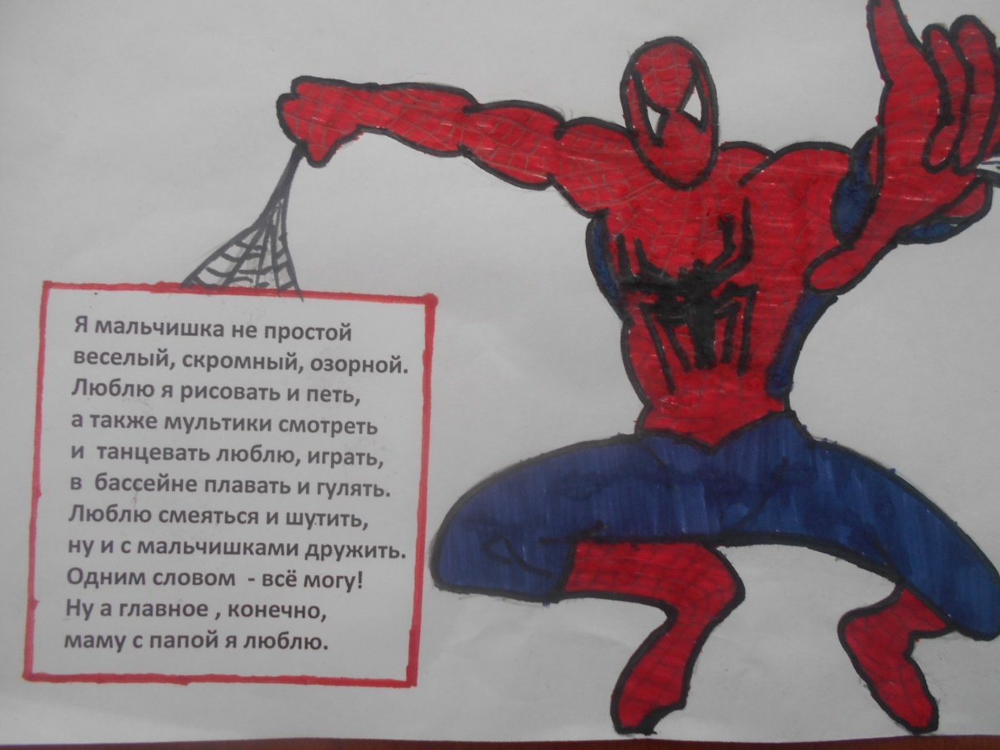 Я мальчишка не простой
веселый, скромный, озорной.
Люблю я рисовать и петь,
а также мультики смотреть
и  танцевать люблю, играть,
в  бассейне плавать и гулять.
Люблю смеяться и шутить,
ну и с мальчишками дружить.
Одним словом  - всё могу!
Ну а главное , конечно,
маму с папой я люблю.